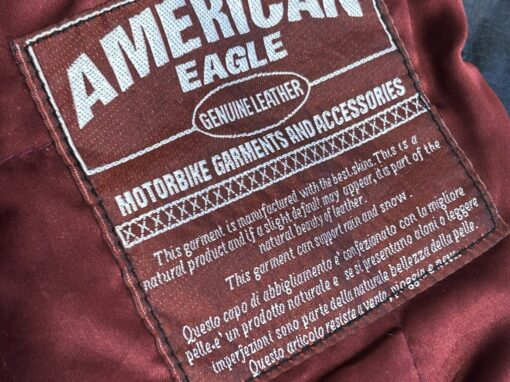 AMERICAN
EAGLE
GENUINE LEATHER
MOTORBIKE GARMENTS AND ACCESSORIES
This garment is manufactured with the best skins. This is a
natural product and if a slight default may appear, it is part of the
natural beauty of leather.
This garment can support train and snow
Questo capo di abbigliamento é confezionato con la migliore
pelle.e' un prodotto naturale e se si presentano aloni o leggere
imperfezioni sono parte della naturale bellezza della pelle.
Questo articolo resiste a vento, pioggia e neve.